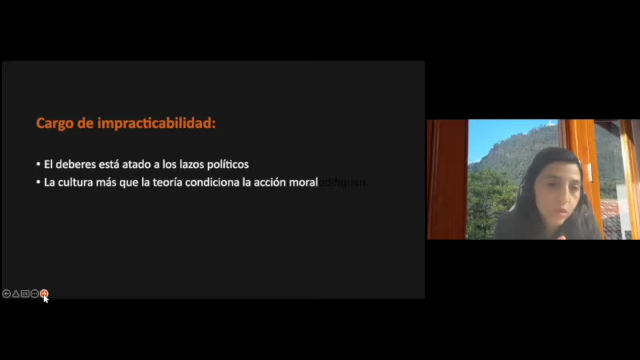 Cargo de impracticabilidad:
• El deberes está atado a los lazos políticos
• La cultura más que la teoría condiciona la acción moral